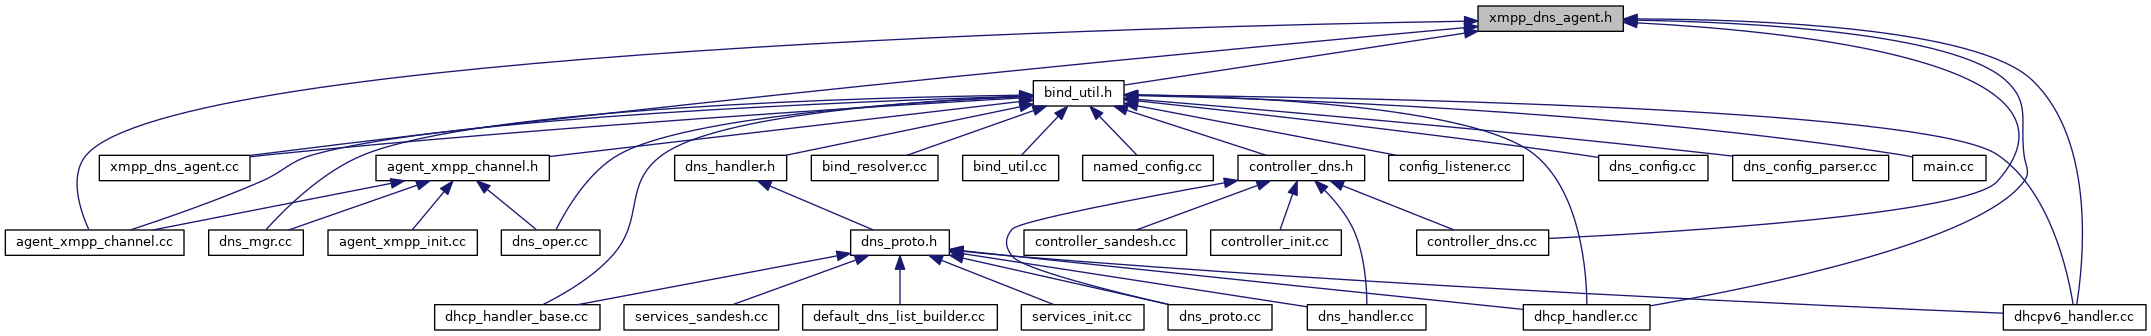 xmpp_dns_agent.h
bind_util.h
xmpp_dns_agent.cc
agent_xmpp_channel.h
dns_handler.h
bind_resolver.cc
bind_util.cc
named_config.cc
controller_dns.h
config_listener.cc
dns_config.cc
dns_config_parser.cc
main.cc
agent_xmpp_channel.cc
dns_mgr.cc
agent_xmpp_init.cc
dns_oper.cc
dns_proto.h
controller_sandesh.cc
controller_init.cc
controller_dns.cc
dhcp_handler_base.cc
services_sandesh.cc
default_dns_list_builder.cc
services_init.cc
dns_proto.cc
dns_handler.cc
dhcp_handler.cc
dhcpv6_handler.cc